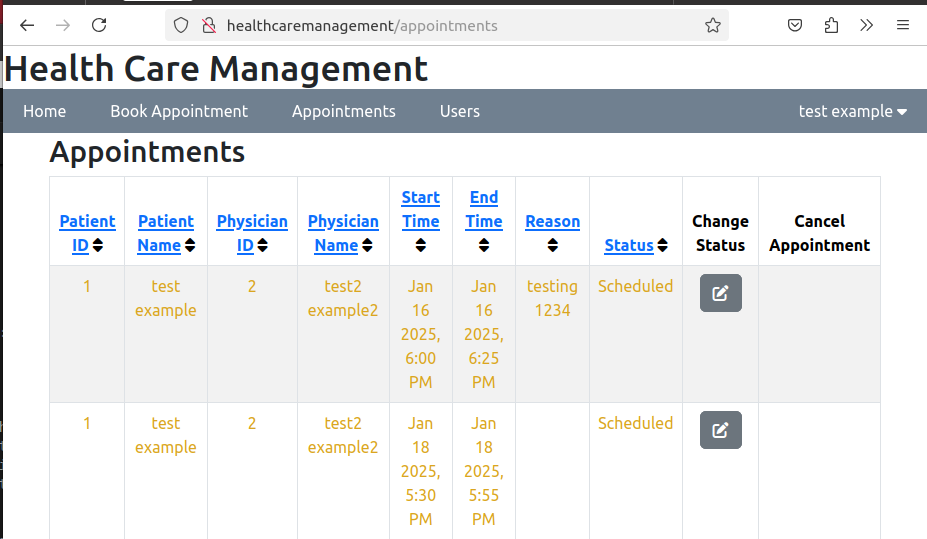 healthcaremanagement/appointments
Health Care Management
Home Book Appointment Appointments Users test example
Appointments
Patient ID Patient Name Physician ID Physician Name Start Time End Time Reason Status Change Status Cancel Appointment
1 test example 2 test2 example2 Jan 16 2025, 6:00 PM Jan 16 2025, 6:25 PM testing 1234 Scheduled
1 test example 2 test2 example2 Jan 18 2025, 5:30 PM Jan 18 2025, 5:55 PM Scheduled